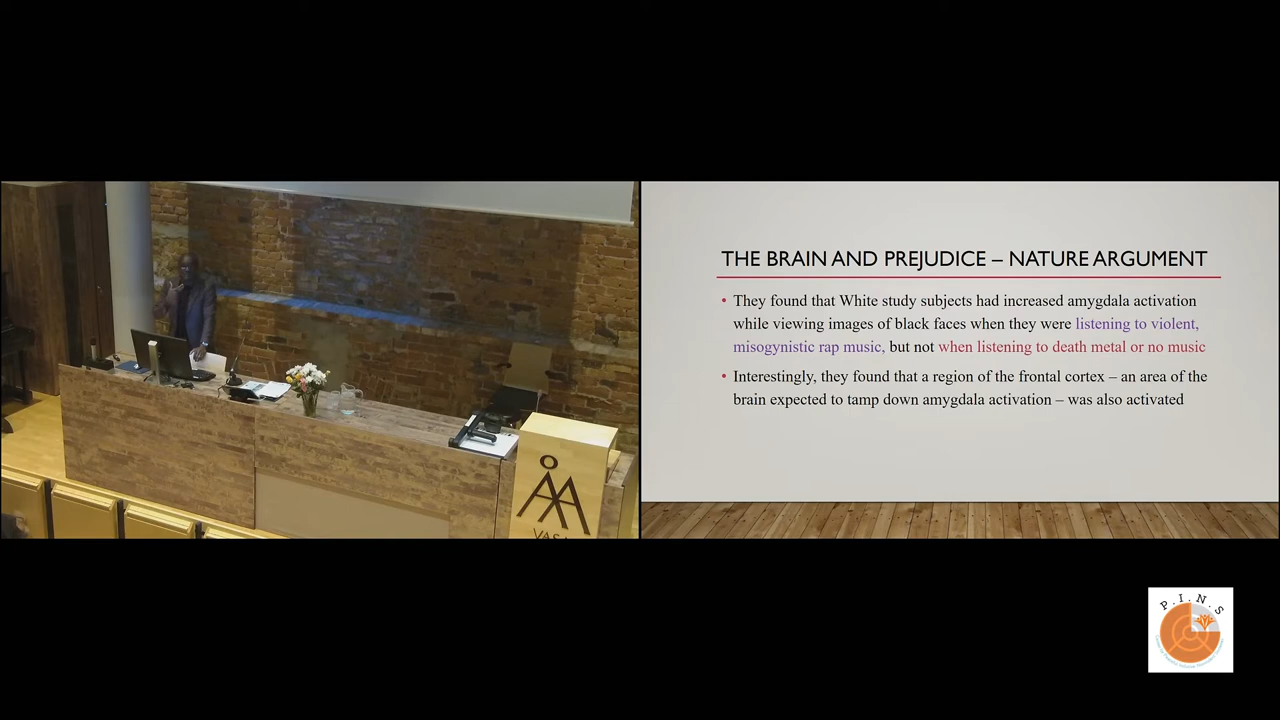 ÅA
VASA
THE BRAIN AND PREJUDICE – NATURE ARGUMENT
• They found that White study subjects had increased amygdala activation
while viewing images of black faces when they were listening to violent,
misogynistic rap music, but not when listening to death metal or no music
• Interestingly, they found that a region of the frontal cortex – an area of the
brain expected to tamp down amygdala activation – was also activated
P.I.N.S